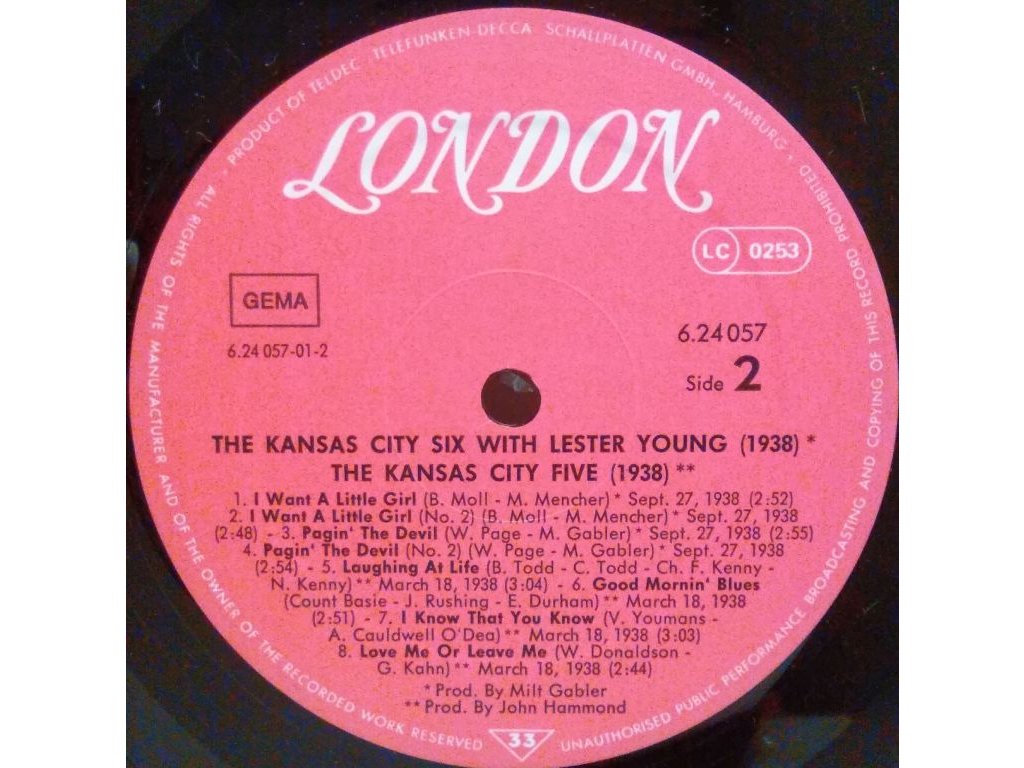 PRODUCT OF TELDEC · TELEFUNKEN-DECCA SCHALLPLATTEN GMBH, HAMBURG ·
ALL RIGHTS OF THE MANUFACTURER AND OF THE OWNER OF THE RECORDED WORK RESERVED
LONDON
LC 0253
GEMA
6.24 057-01-2
6.24 057
Side 2
THE KANSAS CITY SIX WITH LESTER YOUNG (1938) *
THE KANSAS CITY FIVE (1938) **
1. I Want A Little Girl (B. Moll - M. Mencher) * Sept. 27, 1938 (2:52)
2. I Want A Little Girl (No. 2) (B. Moll - M. Mencher) * Sept. 27, 1938
(2:48) - 3. Pagin' The Devil (W. Page - M. Gabler) * Sept. 27, 1938 (2:55)
4. Pagin' The Devil (No. 2) (W. Page - M. Gabler) * Sept. 27, 1938
(2:54) - 5. Laughing At Life (B. Todd - C. Todd - Ch. F. Kenny -
N. Kenny) ** March 18, 1938 (3:04) - 6. Good Mornin' Blues
(Count Basie - J. Rushing - E. Durham) ** March 18, 1938
(2:51) - 7. I Know That You Know (V. Youmans -
A. Cauldwell O'Dea) ** March 18, 1938 (3:03)
8. Love Me Or Leave Me (W. Donaldson -
G. Kahn) ** March 18, 1938 (2:44)
* Prod. By Milt Gabler
** Prod. By John Hammond
33
UNAUTHORISED PUBLIC PERFORMANCE BROADCASTING AND COPYING OF THIS RECORD PROHIBITED